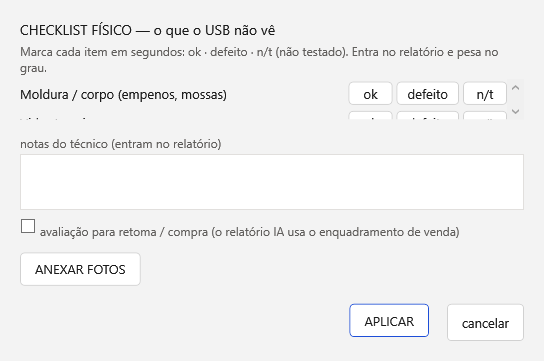 CHECKLIST FÍSICO — o que o USB não vê
Marca cada item em segundos: ok · defeito · n/t (não testado). Entra no relatório e pesa no
grau.
Moldura / corpo (empenos, mossas) ok defeito n/t
notas do técnico (entram no relatório)
avaliação para retoma / compra (o relatório IA usa o enquadramento de venda)
ANEXAR FOTOS
APLICAR cancelar